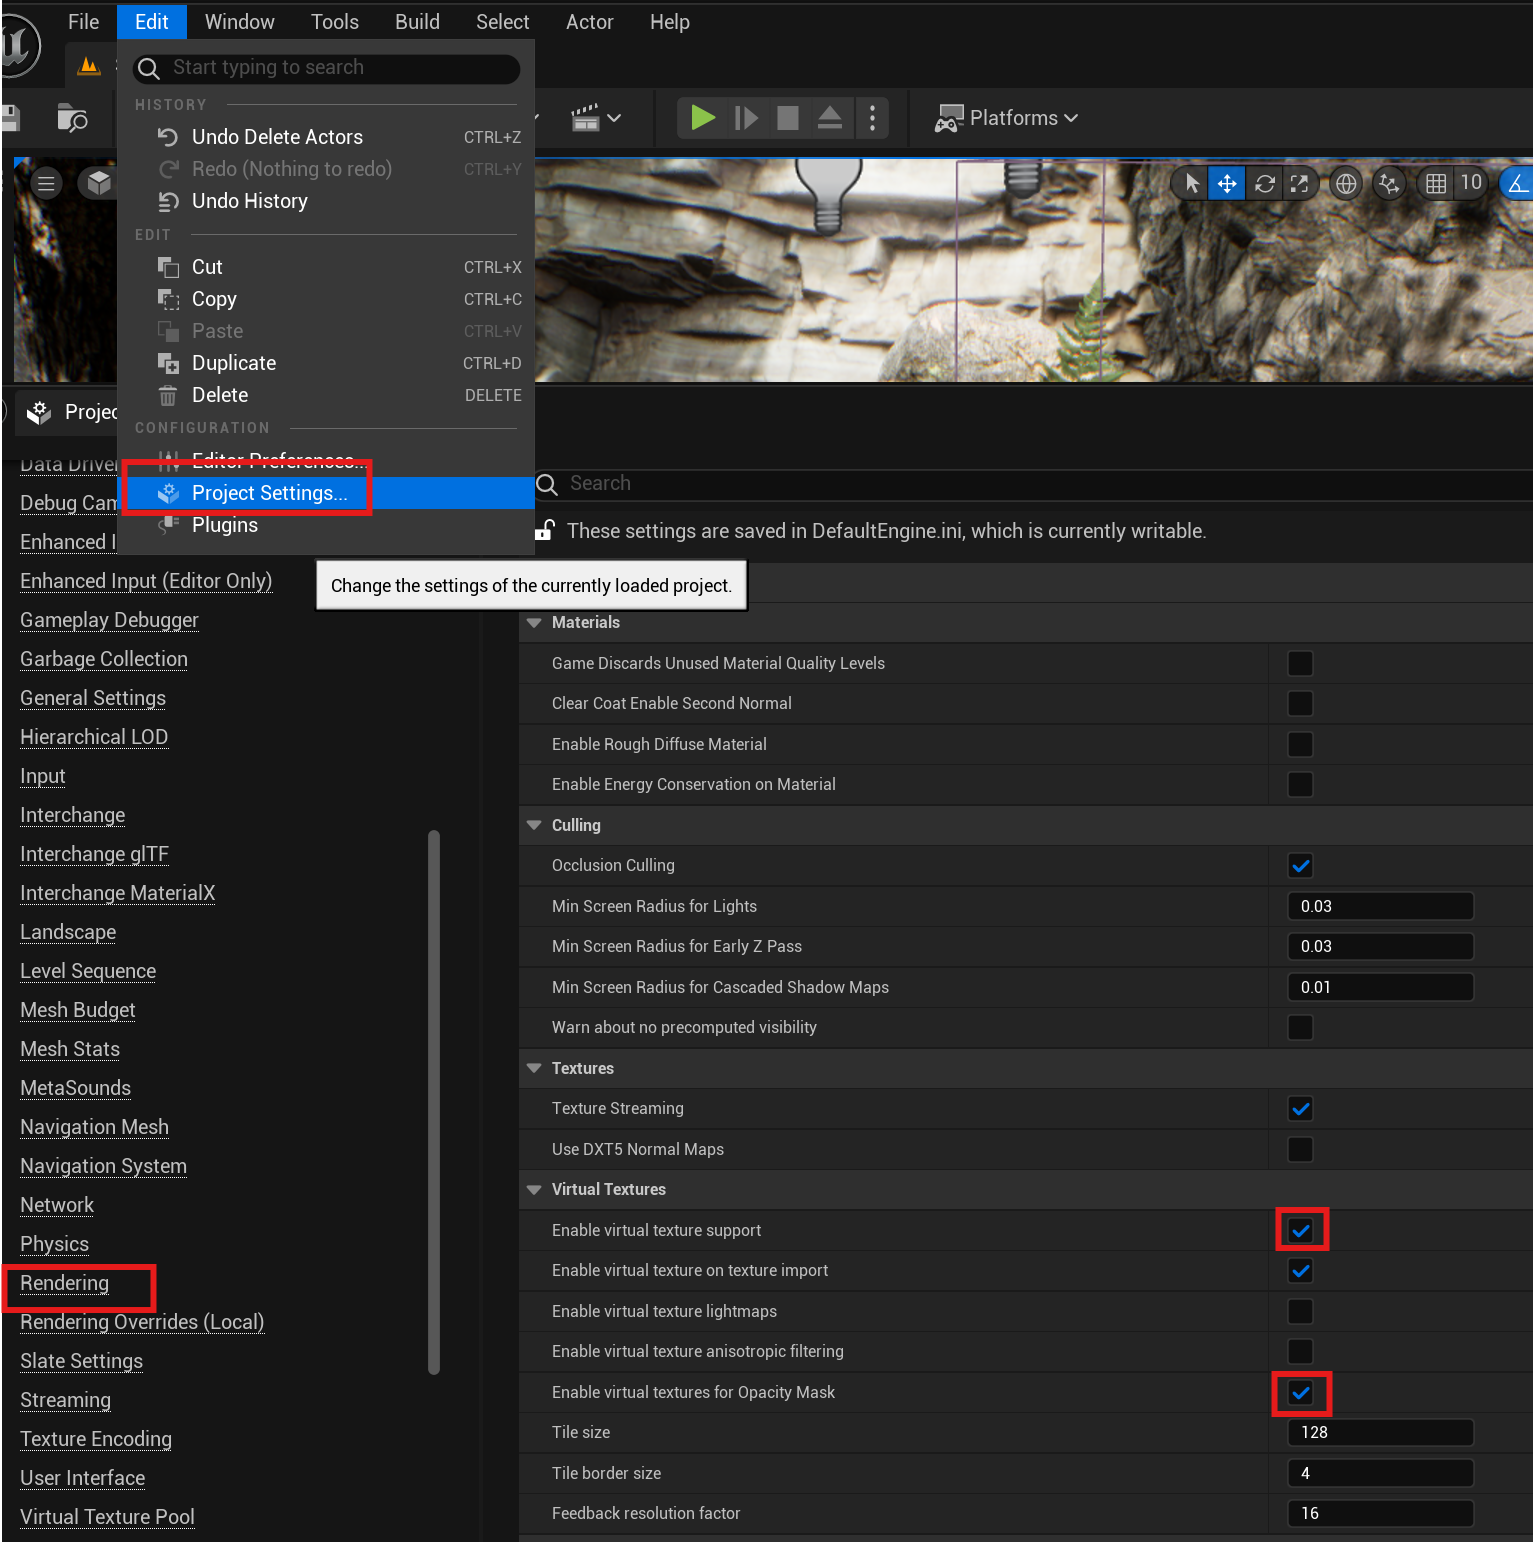 File Edit Window Tools Build Select Actor Help
Start typing to search
HISTORY
Undo Delete Actors CTRL+Z
Redo (Nothing to redo) CTRL+Y
Undo History
EDIT
Cut CTRL+X
Copy CTRL+C
Paste CTRL+V
Duplicate CTRL+D
Delete DELETE
CONFIGURATION
Editor Preferences...
Project Settings...
Plugins
Change the settings of the currently loaded project.
Platforms
10
Projec
Data Driven
Debug Cam
Enhanced I
Enhanced Input (Editor Only)
Gameplay Debugger
Garbage Collection
General Settings
Hierarchical LOD
Input
Interchange
Interchange glTF
Interchange MaterialX
Landscape
Level Sequence
Mesh Budget
Mesh Stats
MetaSounds
Navigation Mesh
Navigation System
Network
Physics
Rendering
Rendering Overrides (Local)
Slate Settings
Streaming
Texture Encoding
User Interface
Virtual Texture Pool
Search
These settings are saved in DefaultEngine.ini, which is currently writable.
Materials
Game Discards Unused Material Quality Levels
Clear Coat Enable Second Normal
Enable Rough Diffuse Material
Enable Energy Conservation on Material
Culling
Occlusion Culling
Min Screen Radius for Lights 0.03
Min Screen Radius for Early Z Pass 0.03
Min Screen Radius for Cascaded Shadow Maps 0.01
Warn about no precomputed visibility
Textures
Texture Streaming
Use DXT5 Normal Maps
Virtual Textures
Enable virtual texture support
Enable virtual texture on texture import
Enable virtual texture lightmaps
Enable virtual texture anisotropic filtering
Enable virtual textures for Opacity Mask
Tile size 128
Tile border size 4
Feedback resolution factor 16